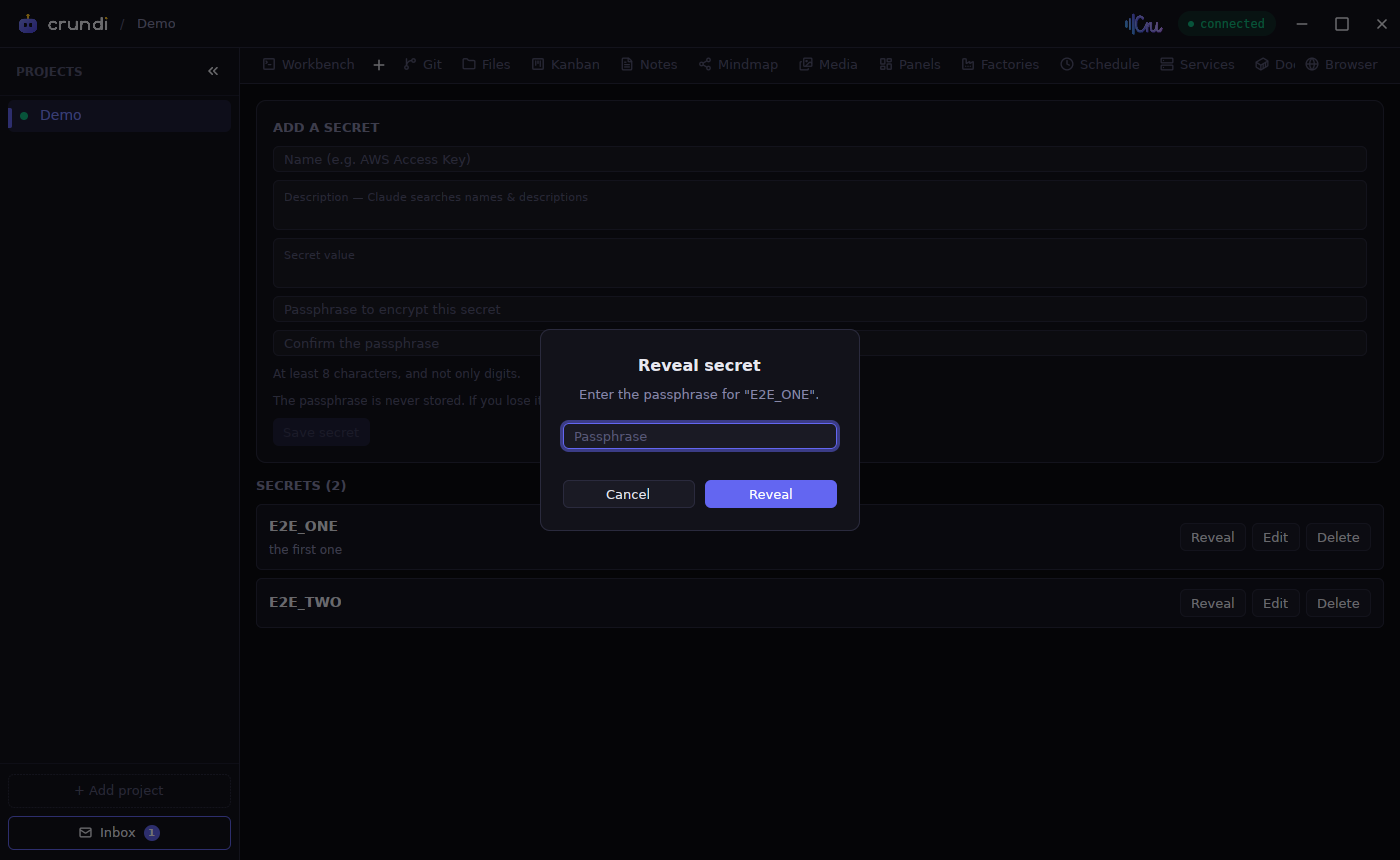 crundi / Demo
Cru
connected
PROJECTS
Workbench + Git Files Kanban Notes Mindmap Media Panels Factories Schedule Services Browser
Demo
ADD A SECRET
Name (e.g. AWS Access Key)
Description — Claude searches names & descriptions
Secret value
Passphrase to encrypt this secret
Confirm the passphrase
At least 8 characters, and not only digits.
The passphrase is never stored. If you lose
Save secret
Reveal secret
Enter the passphrase for "E2E_ONE".
Passphrase
Cancel Reveal
SECRETS (2)
E2E_ONE
the first one
Reveal Edit Delete
E2E_TWO
Reveal Edit Delete
+ Add project
Inbox 1